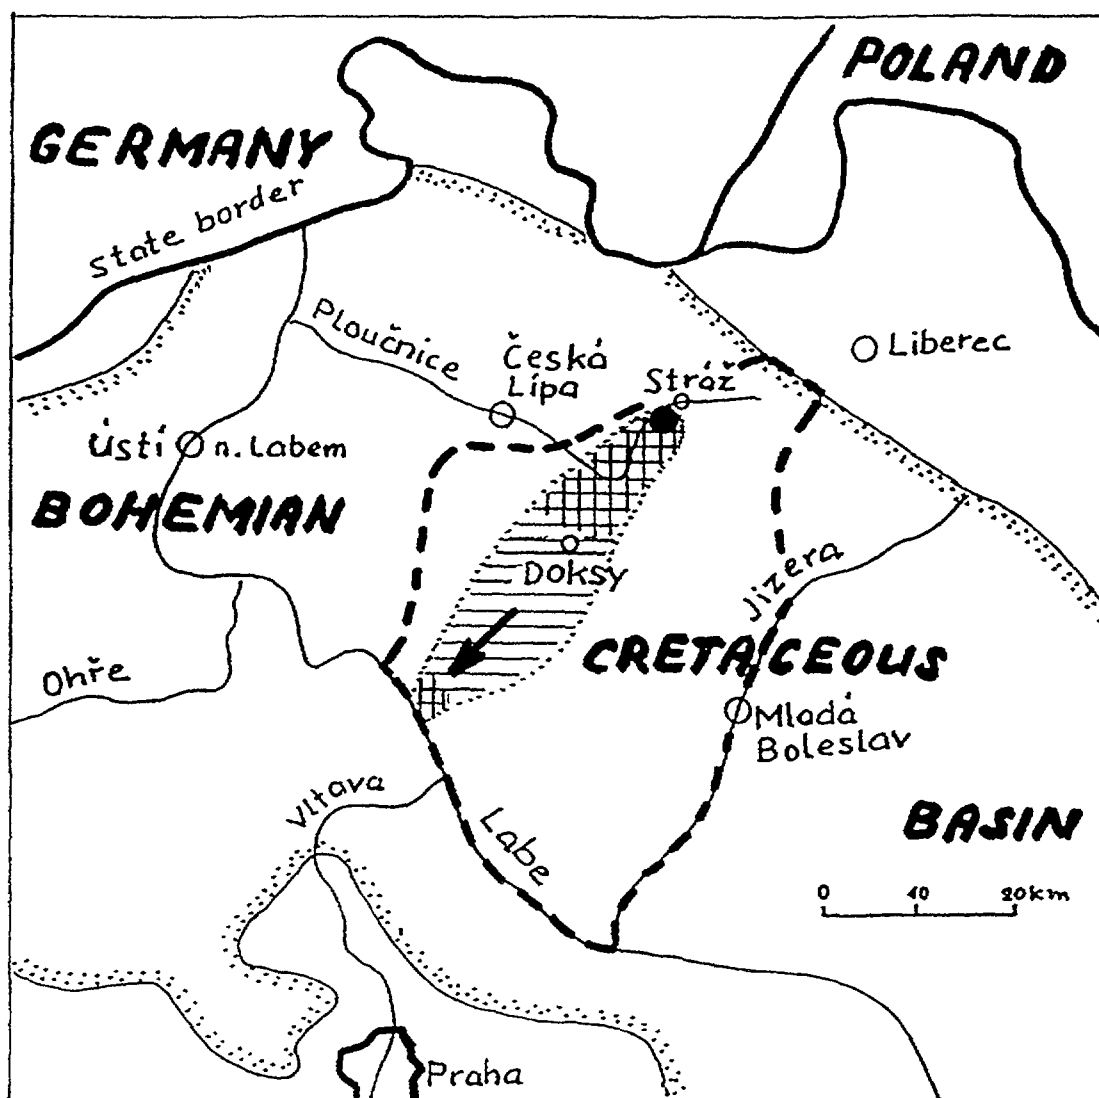 POLAND
GERMANY
state border
Ploučnice
Česká
Lípa
Stráž
Liberec
Ústí n. Labem
BOHEMIAN
Doksy
Jizera
CRETACEOUS
Ohře
Mladá
Boleslav
Vltava
Labe
BASIN
0 10 20km
Praha